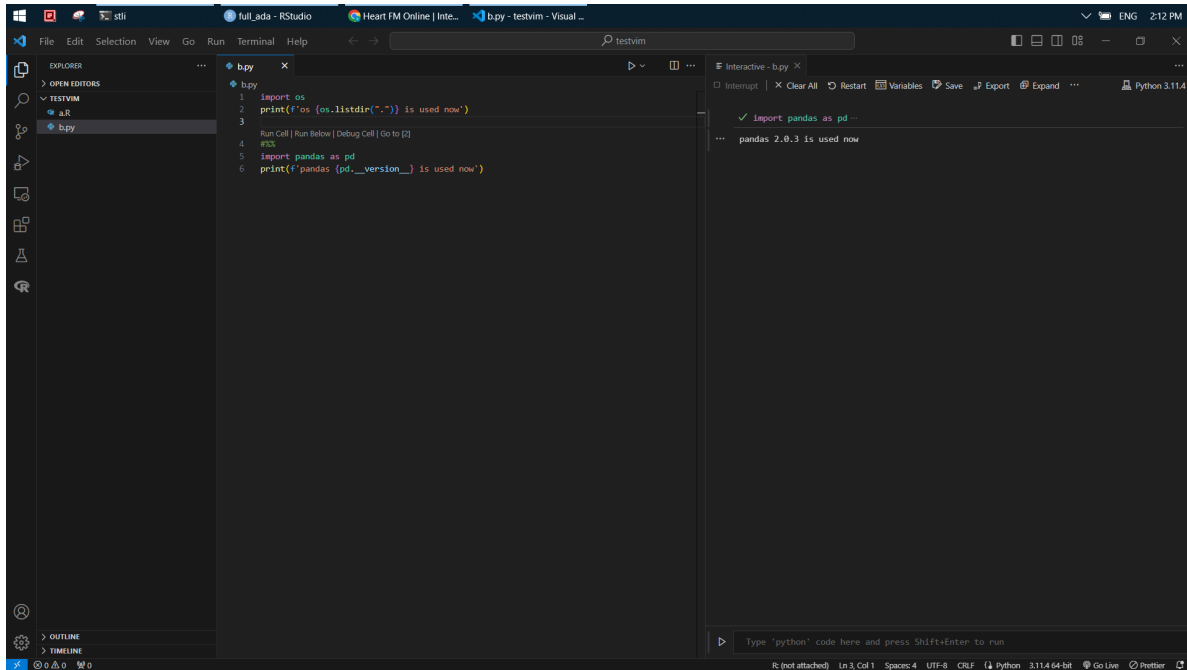 stli
full_ada - RStudio
Heart FM Online | Inte...
b.py - testvim - Visual ...
ENG
2:12 PM
File Edit Selection View Go Run Terminal Help
testvim
EXPLORER
OPEN EDITORS
TESTVIM
a.R
b.py
OUTLINE
TIMELINE
b.py
b.py
1 import os
2 print(f'os {os.listdir(".")} is used now')
3
Run Cell | Run Below | Debug Cell | Go to [2]
4 #%%
5 import pandas as pd
6 print(f'pandas {pd.__version__} is used now')
Interactive - b.py
Interrupt | Clear All Restart Variables Save Export Expand ... Python 3.11.4
import pandas as pd ...
pandas 2.0.3 is used now
Type 'python' code here and press Shift+Enter to run
0 0 0 R: (not attached) Ln 3, Col 1 Spaces: 4 UTF-8 CRLF Python 3.11.4 64-bit Go Live Prettier